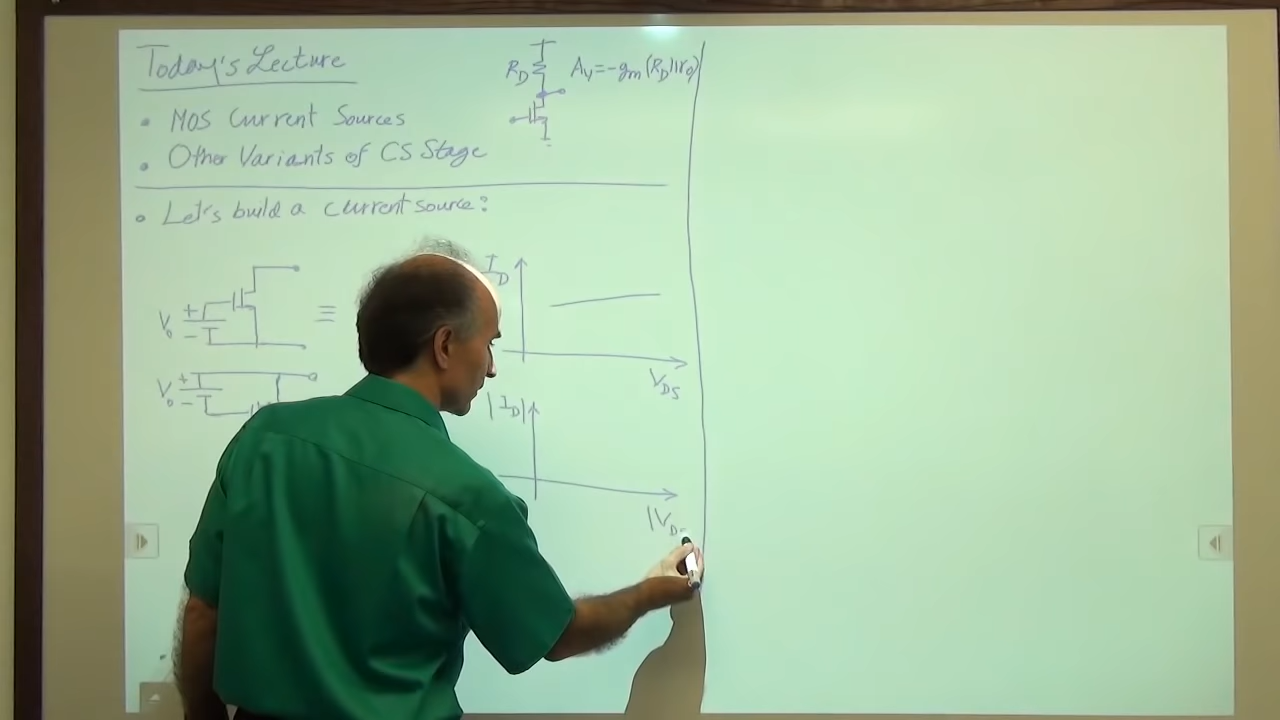 Today's Lecture
• MOS Current Sources
• Other Variants of CS Stage
R_D
A_v=-g_m(R_D||r_o)
• Let's build a current source:
V_0 + -
≡
I_D
V_DS
V_0 + -
|I_D|
|V_D